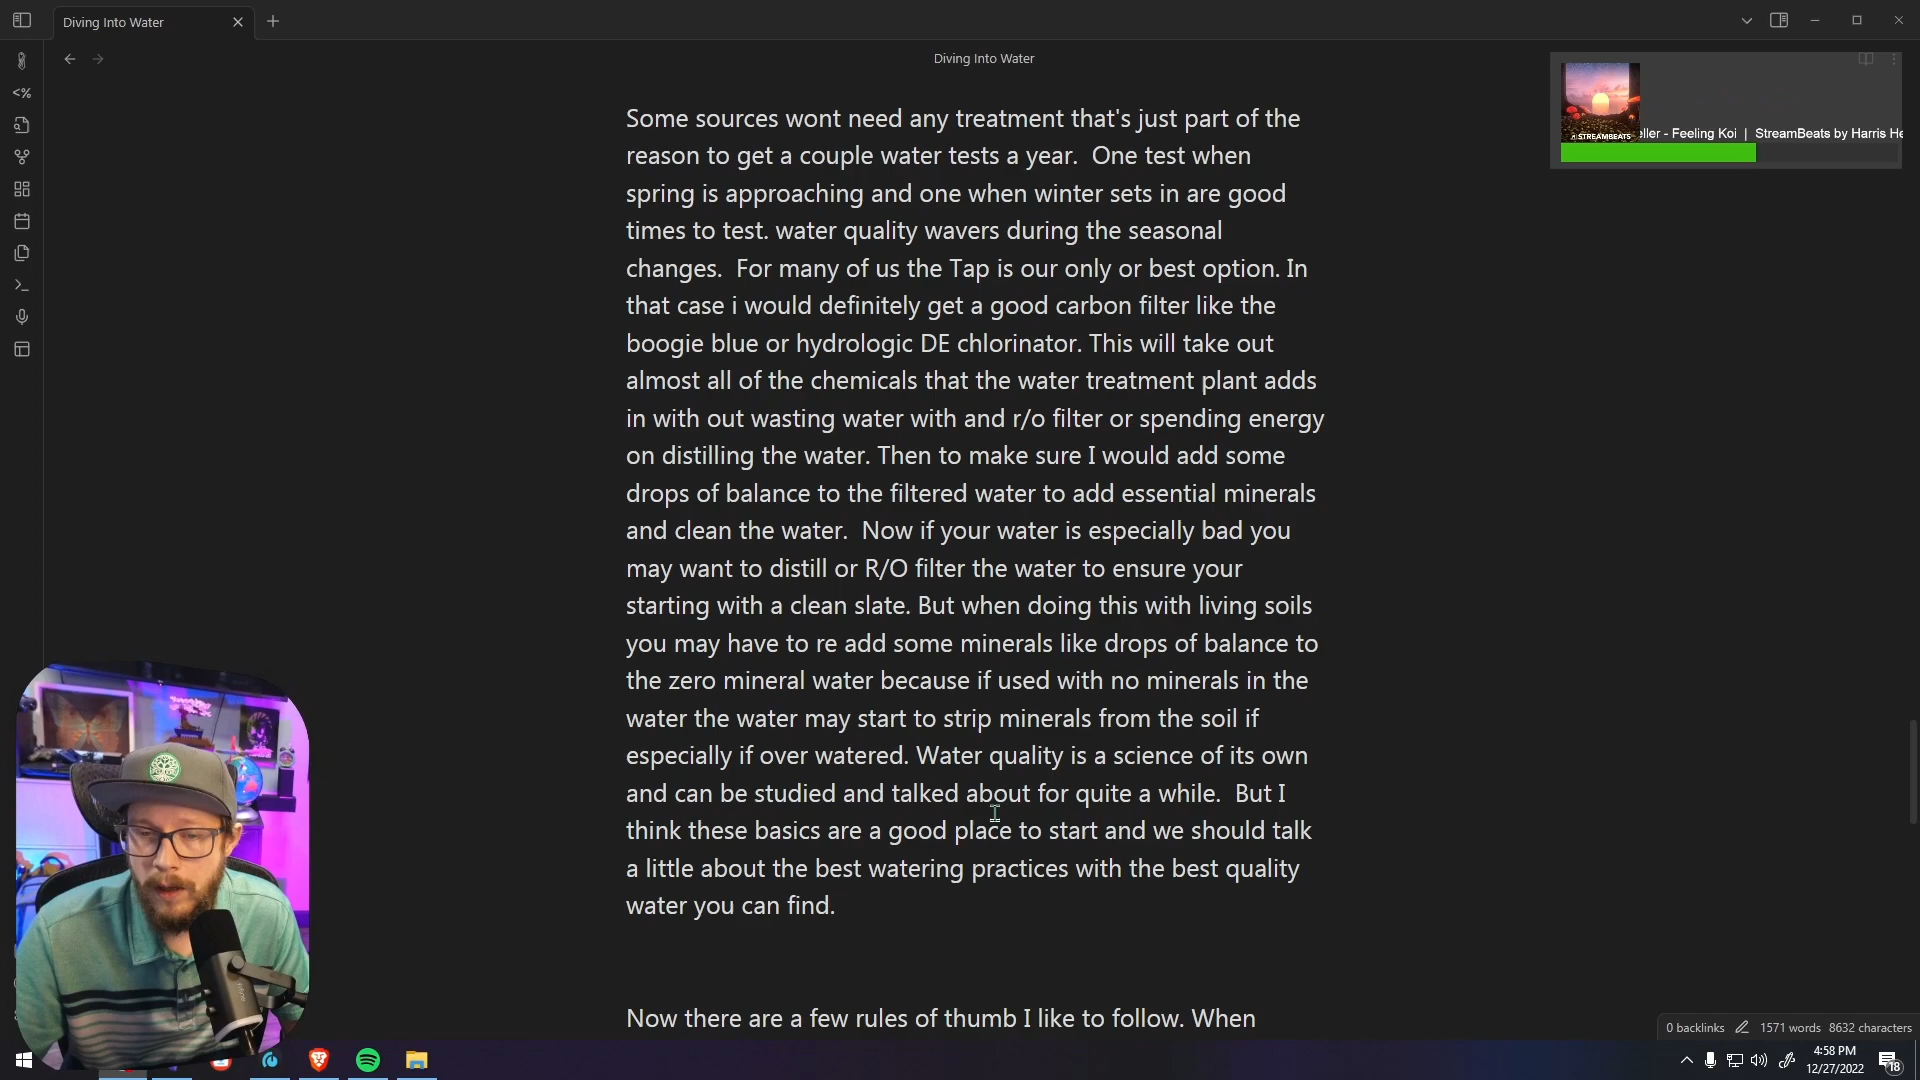 Diving Into Water
Diving Into Water
eller - Feeling Koi | StreamBeats by Harris He
STREAMBEATS
<%
Some sources wont need any treatment that's just part of the
reason to get a couple water tests a year. One test when
spring is approaching and one when winter sets in are good
times to test. water quality wavers during the seasonal
changes. For many of us the Tap is our only or best option. In
that case i would definitely get a good carbon filter like the
boogie blue or hydrologic DE chlorinator. This will take out
almost all of the chemicals that the water treatment plant adds
in with out wasting water with and r/o filter or spending energy
on distilling the water. Then to make sure I would add some
drops of balance to the filtered water to add essential minerals
and clean the water. Now if your water is especially bad you
may want to distill or R/O filter the water to ensure your
starting with a clean slate. But when doing this with living soils
you may have to re add some minerals like drops of balance to
the zero mineral water because if used with no minerals in the
water the water may start to strip minerals from the soil if
especially if over watered. Water quality is a science of its own
and can be studied and talked about for quite a while. But I
think these basics are a good place to start and we should talk
a little about the best watering practices with the best quality
water you can find.
Now there are a few rules of thumb I like to follow. When
0 backlinks 1571 words 8632 characters
4:58 PM
12/27/2022
18